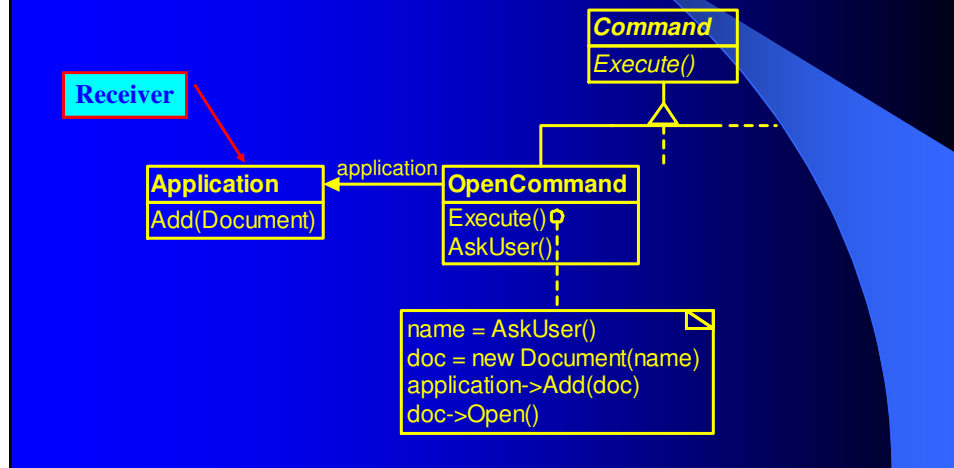 Command
Execute()
Receiver
application
Application
Add(Document)
OpenCommand
Execute()
AskUser()
name = AskUser()
doc = new Document(name)
application->Add(doc)
doc->Open()